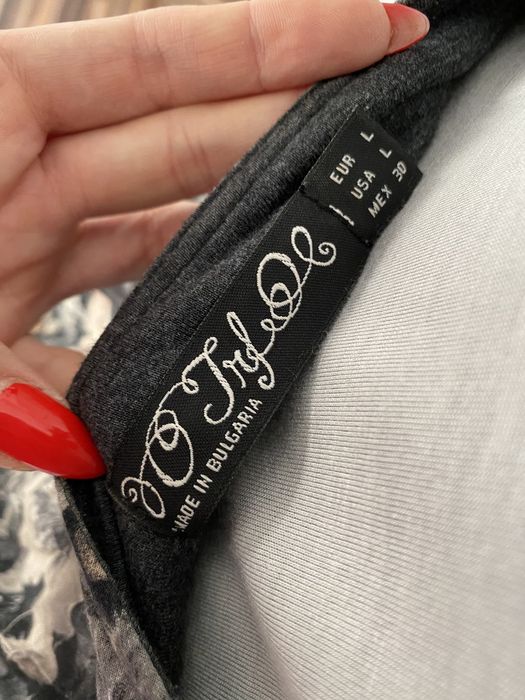 EUR L
USA L
MEX 30
Trf
MADE IN BULGARIA